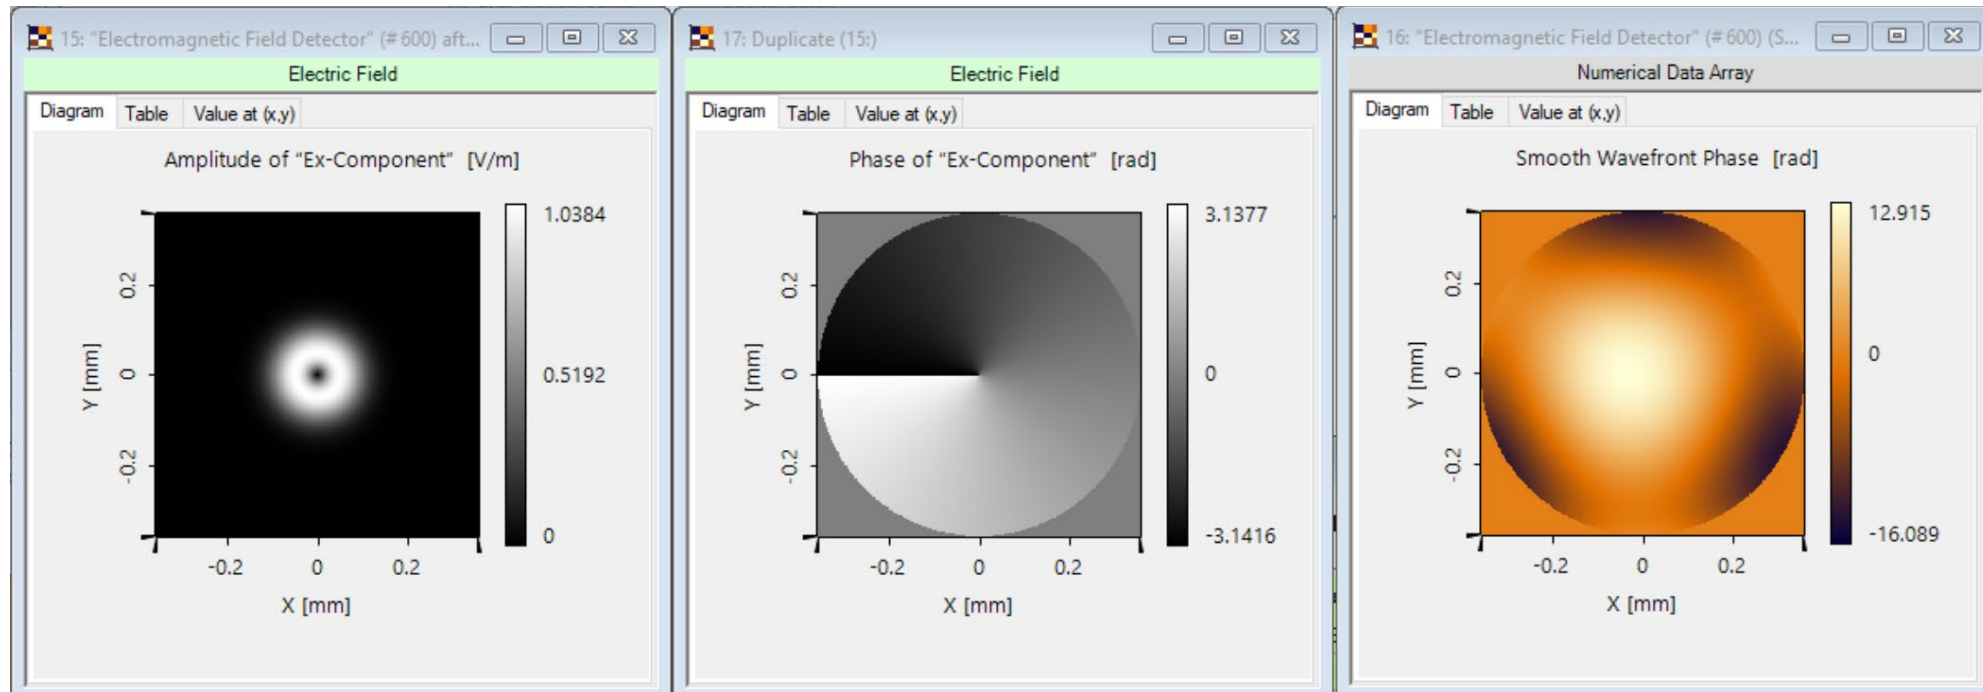 15: "Electromagnetic Field Detector" (# 600) aft...
Electric Field
Diagram Table Value at (x,y)
Amplitude of "Ex-Component" [V/m]
1.0384
0.5192
0
Y [mm]
0.2
0
-0.2
-0.2 0 0.2
X [mm]
17: Duplicate (15:)
Electric Field
Diagram Table Value at (x,y)
Phase of "Ex-Component" [rad]
3.1377
0
-3.1416
Y [mm]
0.2
0
-0.2
-0.2 0 0.2
X [mm]
16: "Electromagnetic Field Detector" (# 600) (S...
Numerical Data Array
Diagram Table Value at (x,y)
Smooth Wavefront Phase [rad]
12.915
0
-16.089
Y [mm]
0.2
0
-0.2
-0.2 0 0.2
X [mm]